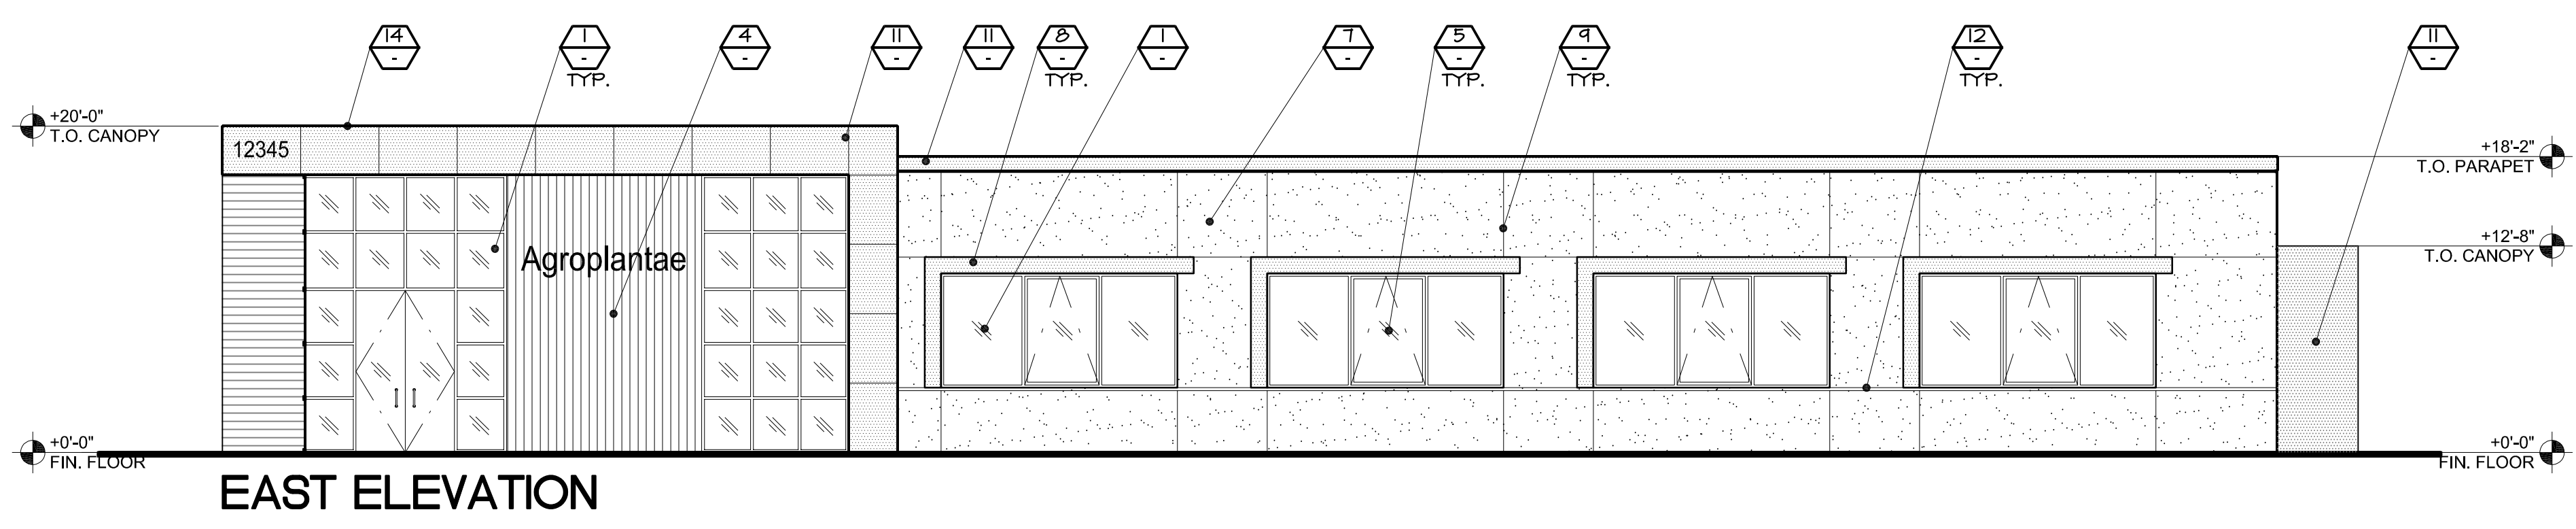 14
-
1
-
TYP.
4
-
11
-
11
-
8
-
TYP.
1
-
7
-
5
-
TYP.
9
-
TYP.
12
-
TYP.
11
-
+20'-0"
T.O. CANOPY
12345
+18'-2"
T.O. PARAPET
+12'-8"
T.O. CANOPY
Agroplantae
+0'-0"
FIN. FLOOR
+0'-0"
FIN. FLOOR
EAST ELEVATION